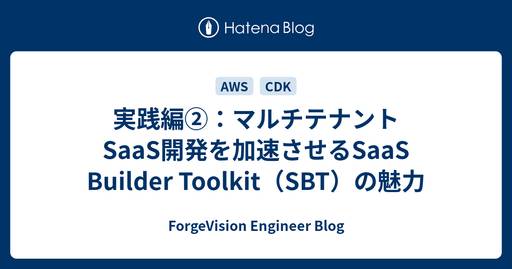 Hatena Blog
AWS CDK
実践編②：マルチテナント
SaaS開発を加速させるSaaS
Builder Toolkit（SBT）の魅力
ForgeVision Engineer Blog